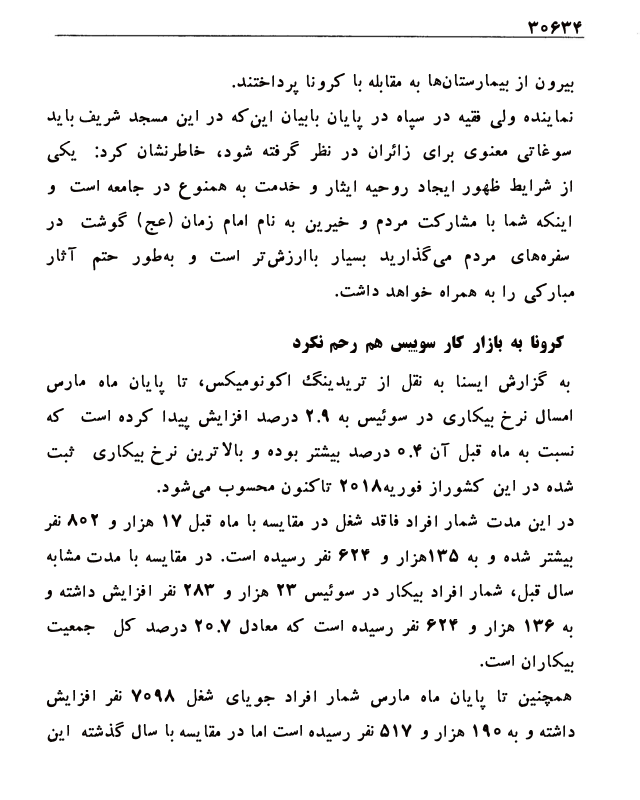 ۳۰۶۳۴
بیرون از بیمارستان‌ها به مقابله با کرونا پرداختند.
نماینده ولی فقیه در سپاه در پایان بابیان این‌که در این مسجد شریف باید
سوغاتی معنوی برای زائران در نظر گرفته شود، خاطرنشان کرد: یکی
از شرایط ظهور ایجاد روحیه ایثار و خدمت به همنوع در جامعه است و
اینکه شما با مشارکت مردم و خیرین به نام امام زمان (عج) گوشت در
سفره‌های مردم می‌گذارید بسیار باارزش‌تر است و به‌طور حتم آثار
مبارکی را به همراه خواهد داشت.
کرونا به بازار کار سوییس هم رحم نکرد
به گزارش ایسنا به نقل از تریدینگ اکونومیکس، تا پایان ماه مارس
امسال نرخ بیکاری در سوئیس به ۲.۹ درصد افزایش پیدا کرده است که
نسبت به ماه قبل آن ۰.۴ درصد بیشتر بوده و بالاترین نرخ بیکاری ثبت
شده در این کشوراز فوریه۲۰۱۸ تاکنون محسوب می‌شود.
در این مدت شمار افراد فاقد شغل در مقایسه با ماه قبل ۱۷ هزار و ۸۰۲ نفر
بیشتر شده و به ۱۳۵هزار و ۶۲۴ نفر رسیده است. در مقایسه با مدت مشابه
سال قبل، شمار افراد بیکار در سوئیس ۲۳ هزار و ۲۸۳ نفر افزایش داشته و
به ۱۳۶ هزار و ۶۲۴ نفر رسیده است که معادل ۲۰.۷ درصد کل جمعیت
بیکاران است.
همچنین تا پایان ماه مارس شمار افراد جویای شغل ۷۰۹۸ نفر افزایش
داشته و به ۱۹۰ هزار و ۵۱۷ نفر رسیده است اما در مقایسه با سال گذشته این